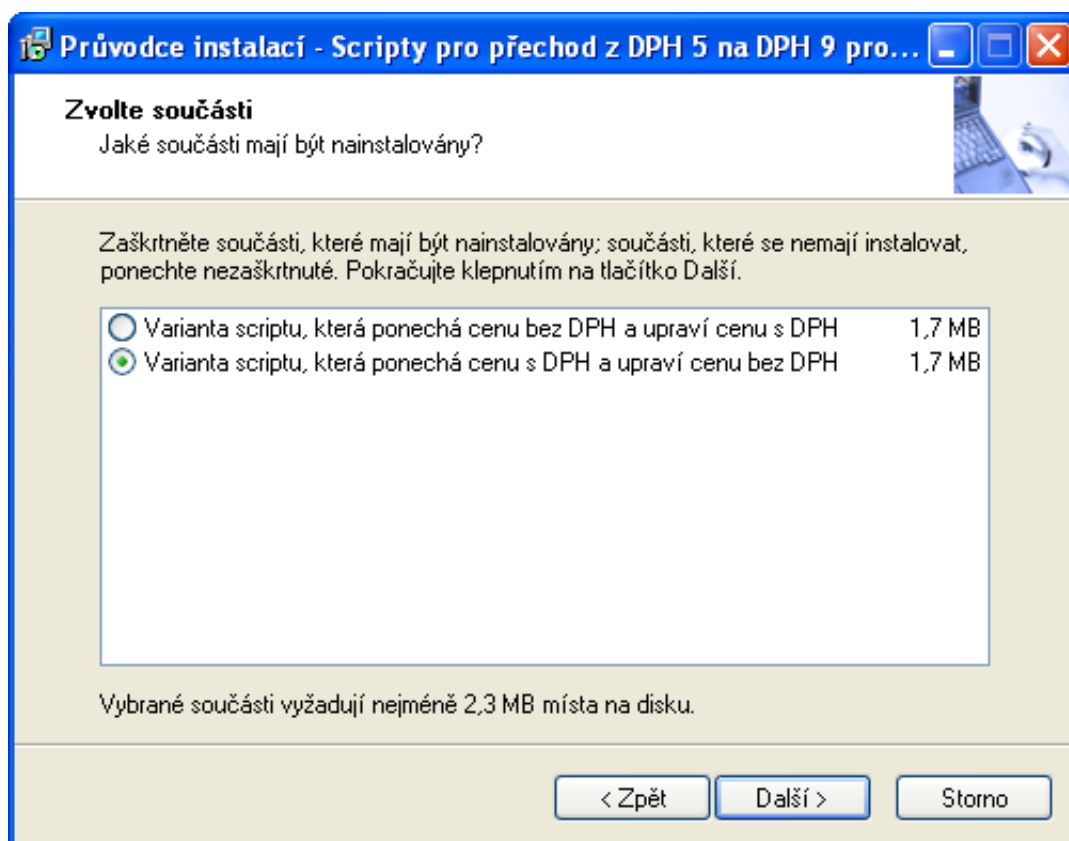 Průvodce instalací - Scripty pro přechod z DPH 5 na DPH 9 pro...
Zvolte součásti
Jaké součásti mají být nainstalovány?
Zaškrtněte součásti, které mají být nainstalovány; součásti, které se nemají instalovat,
ponechte nezaškrtnuté. Pokračujte klepnutím na tlačítko Další.
Varianta scriptu, která ponechá cenu bez DPH a upraví cenu s DPH 1,7 MB
Varianta scriptu, která ponechá cenu s DPH a upraví cenu bez DPH 1,7 MB
Vybrané součásti vyžadují nejméně 2,3 MB místa na disku.
< Zpět Další > Storno